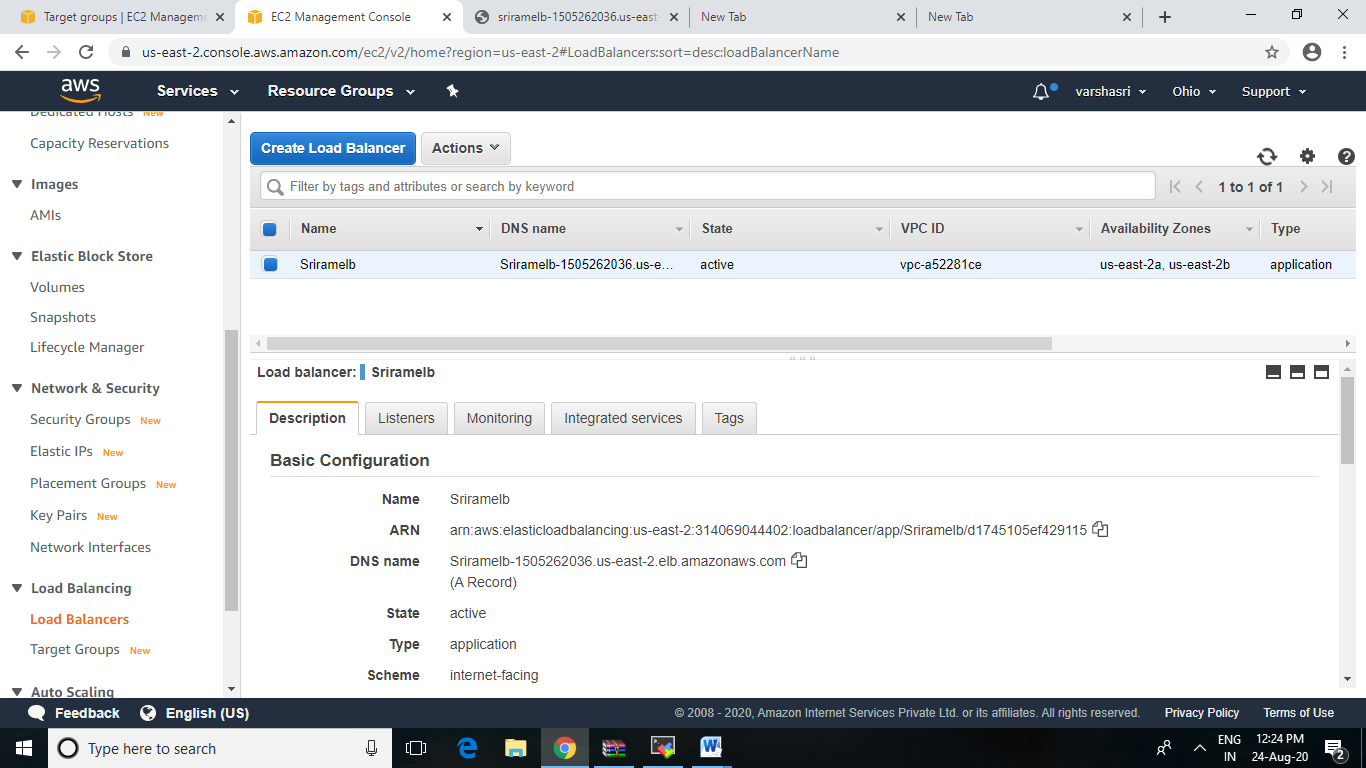 Target groups | EC2 Manageme
EC2 Management Console
sriramelb-1505262036.us-east-
New Tab
New Tab
us-east-2.console.aws.amazon.com/ec2/v2/home?region=us-east-2#LoadBalancers:sort=desc:loadBalancerName
aws
Services
Resource Groups
varshasri
Ohio
Support
Dedicated Hosts New
Capacity Reservations
Images
AMIs
Elastic Block Store
Volumes
Snapshots
Lifecycle Manager
Network & Security
Security Groups New
Elastic IPs New
Placement Groups New
Key Pairs New
Network Interfaces
Load Balancing
Load Balancers
Target Groups New
Auto Scaling
Create Load Balancer
Actions
Filter by tags and attributes or search by keyword
1 to 1 of 1
Name DNS name State VPC ID Availability Zones Type
Sriramelb Sriramelb-1505262036.us-e... active vpc-a52281ce us-east-2a, us-east-2b application
Load balancer: Sriramelb
Description Listeners Monitoring Integrated services Tags
Basic Configuration
Name Sriramelb
ARN arn:aws:elasticloadbalancing:us-east-2:314069044402:loadbalancer/app/Sriramelb/d1745105ef429115
DNS name Sriramelb-1505262036.us-east-2.elb.amazonaws.com
(A Record)
State active
Type application
Scheme internet-facing
Feedback
English (US)
© 2008 - 2020, Amazon Internet Services Private Ltd. or its affiliates. All rights reserved.
Privacy Policy
Terms of Use
Type here to search
ENG
IN
12:24 PM
24-Aug-20
2